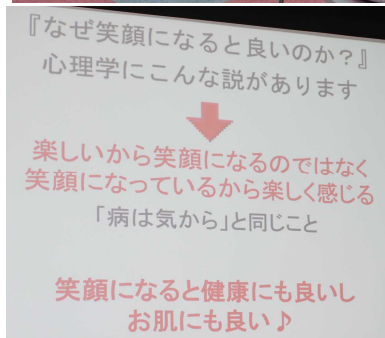 『なぜ笑顔になると良いのか？』
心理学にこんな説があります
楽しいから笑顔になるのではなく
笑顔になっているから楽しく感じる
「病は気から」と同じこと
笑顔になると健康にも良いし
お肌にも良い♪